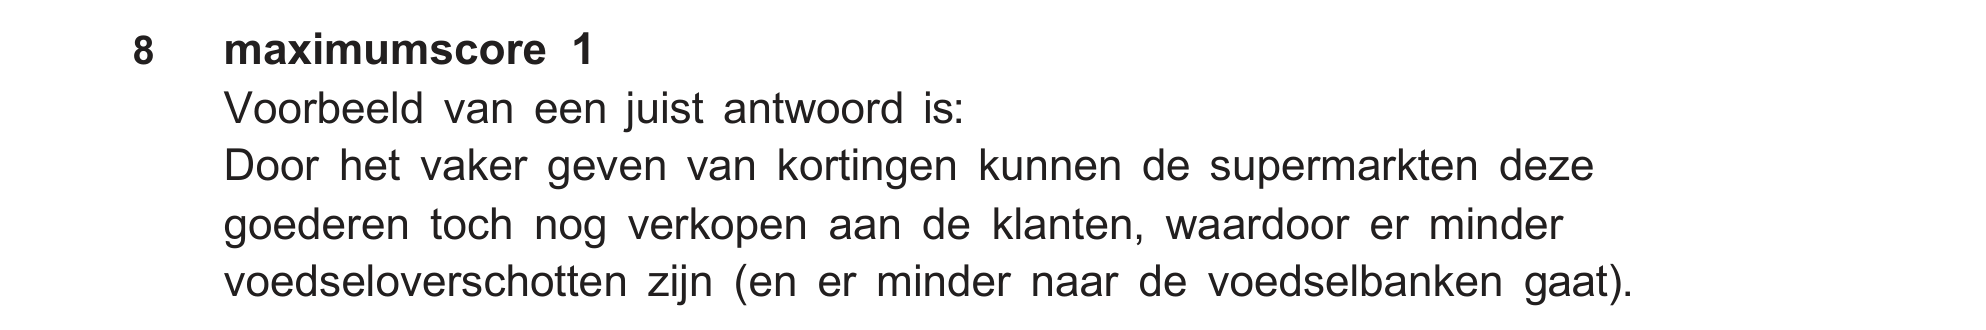 8 maximumscore 1
Voorbeeld van een juist antwoord is:
Door het vaker geven van kortingen kunnen de supermarkten deze
goederen toch nog verkopen aan de klanten, waardoor er minder
voedseloverschotten zijn (en er minder naar de voedselbanken gaat).